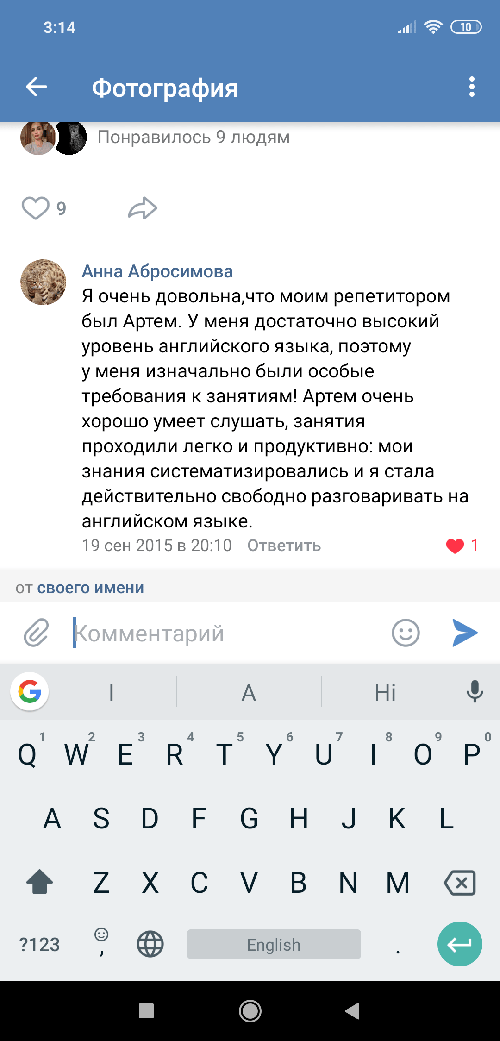 3:14
10
Фотография
Понравилось 9 людям
9
Анна Абросимова
Я очень довольна,что моим репетитором
был Артем. У меня достаточно высокий
уровень английского языка, поэтому
у меня изначально были особые
требования к занятиям! Артем очень
хорошо умеет слушать, занятия
проходили легко и продуктивно: мои
знания систематизировались и я стала
действительно свободно разговаривать на
английском языке.
19 сен 2015 в 20:10 Ответить 1
от своего имени
Комментарий
G I A Hi
1 2 3 4 5 6 7 8 9 0
Q W E R T Y U I O P
A S D F G H J K L
Z X C V B N M
?123 , English .